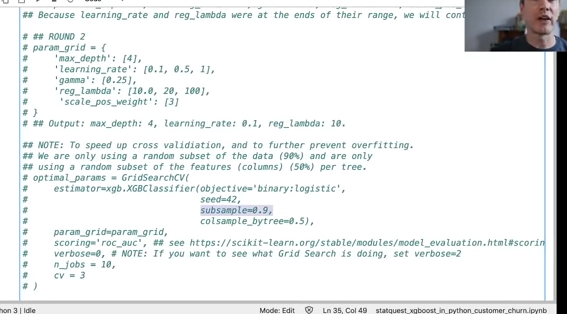 ## Because learning_rate and reg_lambda were at the ends of their range, we will cont
# ## ROUND 2
# param_grid = {
#     'max_depth': [4],
#     'learning_rate': [0.1, 0.5, 1],
#     'gamma': [0.25],
#     'reg_lambda': [10.0, 20, 100],
#      'scale_pos_weight': [3]
# }
# ## Output: max_depth: 4, learning_rate: 0.1, reg_lambda: 10.
## NOTE: To speed up cross validiation, and to further prevent overfitting.
## We are only using a random subset of the data (90%) and are only
## using a random subset of the features (columns) (50%) per tree.
# optimal_params = GridSearchCV(
#     estimator=xgb.XGBClassifier(objective='binary:logistic',
#                                 seed=42,
#                                 subsample=0.9,
#                                 colsample_bytree=0.5),
#     param_grid=param_grid,
#     scoring='roc_auc', ## see https://scikit-learn.org/stable/modules/model_evaluation.html#scorin
#     verbose=0, # NOTE: If you want to see what Grid Search is doing, set verbose=2
#     n_jobs = 10,
#     cv = 3
# )
hon 3 | Idle Mode: Edit Ln 35, Col 49 statquest_xgboost_in_python_customer_churn.ipynb